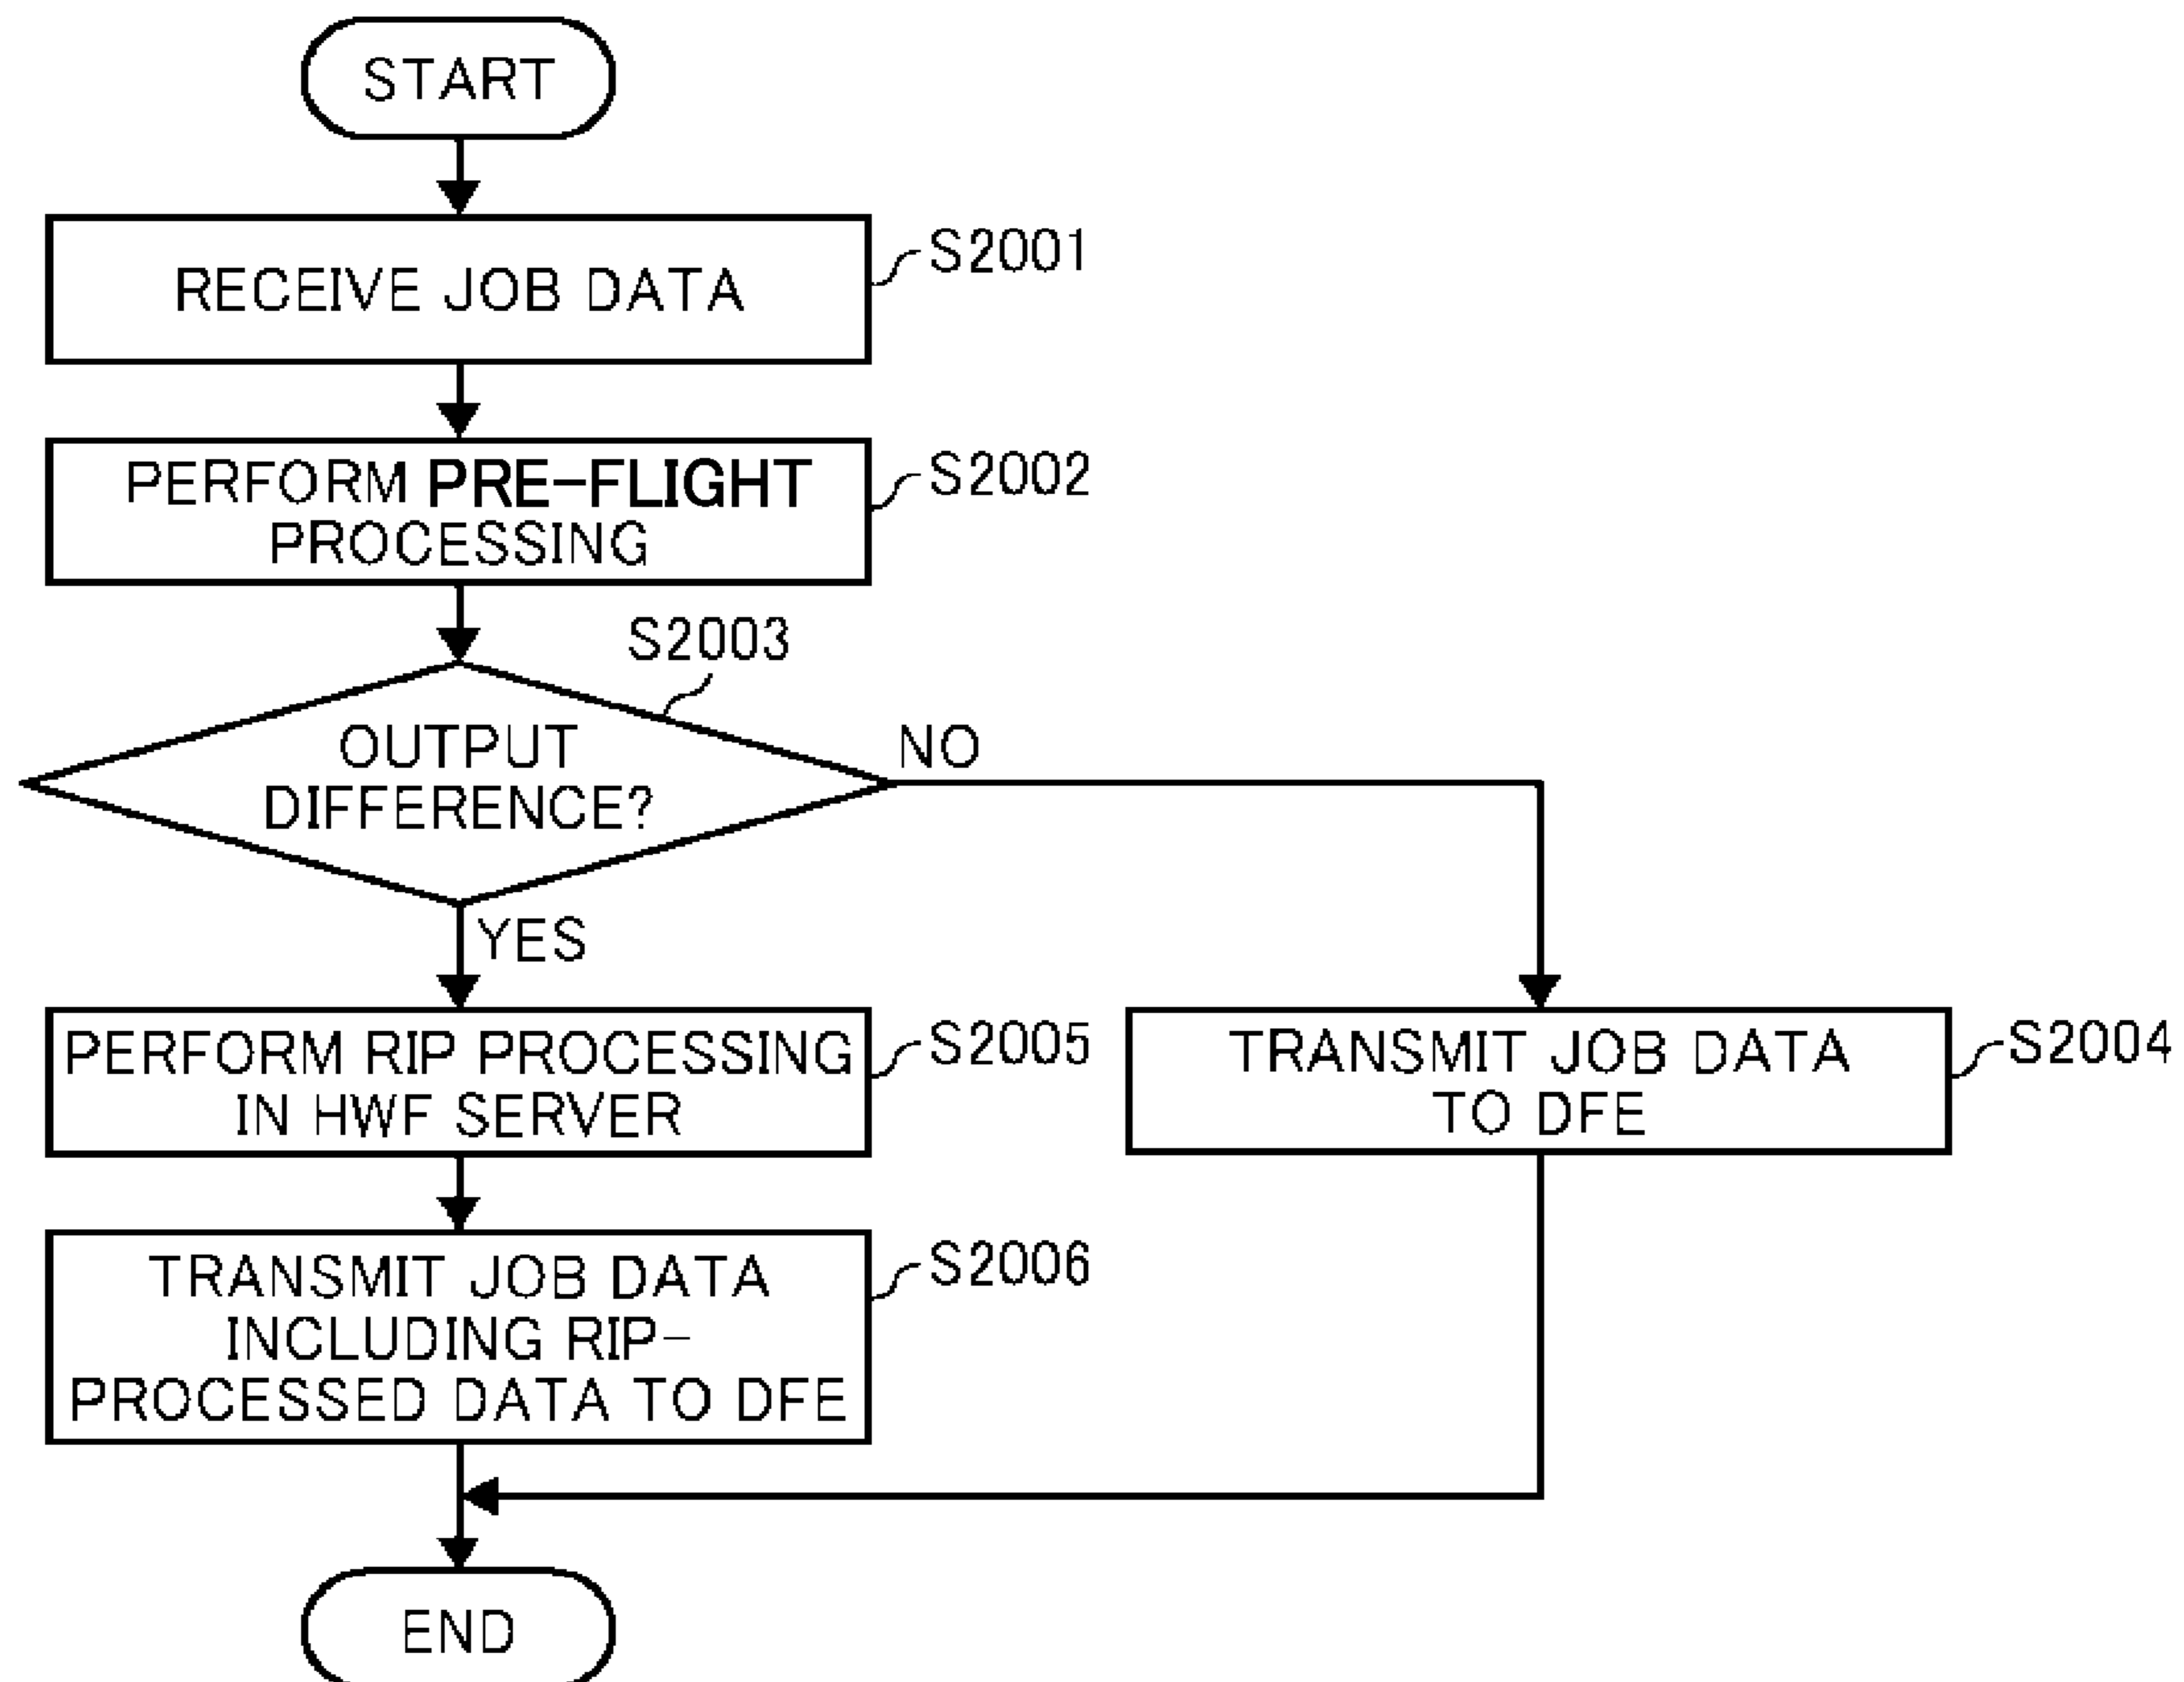 START
RECEIVE JOB DATA
S2001
PERFORM PRE-FLIGHT
PROCESSING
S2002
S2003
OUTPUT
DIFFERENCE?
NO
YES
PERFORM RIP PROCESSING
IN HWF SERVER
S2005
TRANSMIT JOB DATA
TO DFE
S2004
TRANSMIT JOB DATA
INCLUDING RIP-
PROCESSED DATA TO DFE
S2006
END